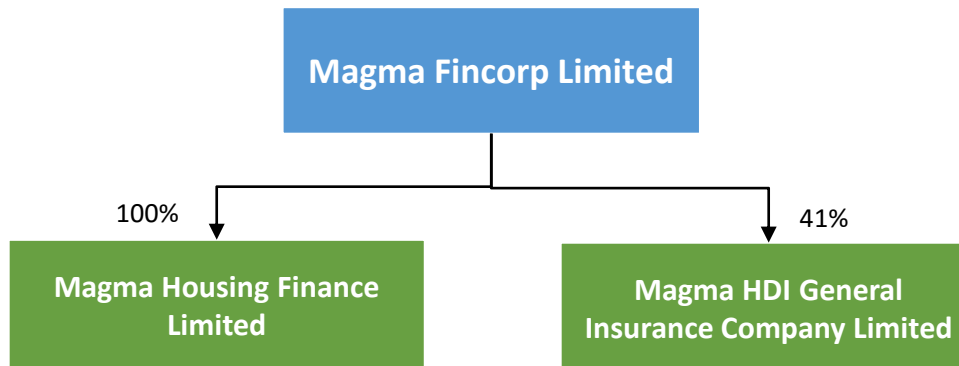 Magma Fincorp Limited
100%
41%
Magma Housing Finance
Limited
Magma HDI General
Insurance Company Limited